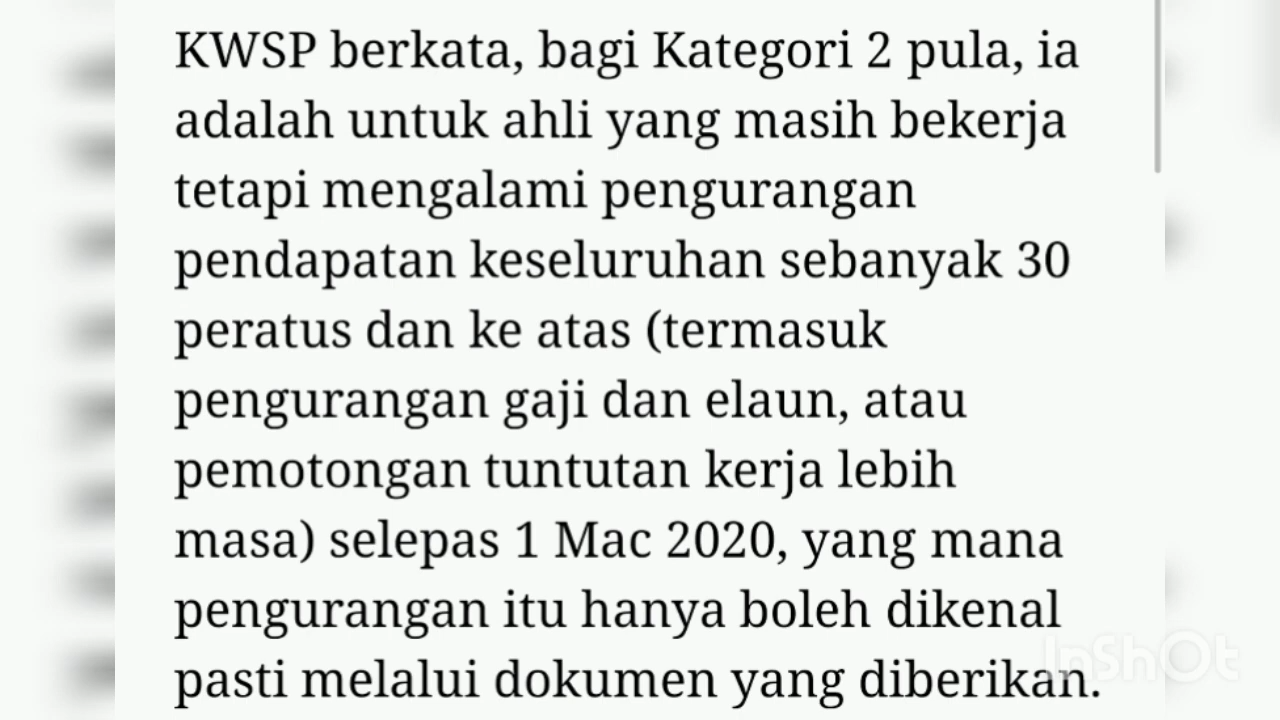 KWSP berkata, bagi Kategori 2 pula, ia
adalah untuk ahli yang masih bekerja
tetapi mengalami pengurangan
pendapatan keseluruhan sebanyak 30
peratus dan ke atas (termasuk
pengurangan gaji dan elaun, atau
pemotongan tuntutan kerja lebih
masa) selepas 1 Mac 2020, yang mana
pengurangan itu hanya boleh dikenal
pasti melalui dokumen yang diberikan.
InShOt